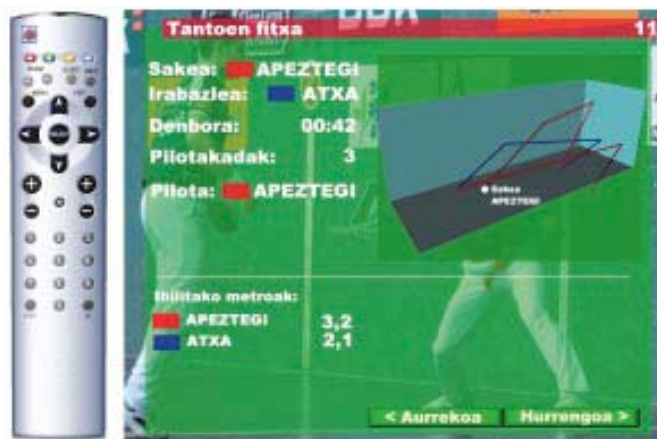 Tantoen fitxa 11
Sakea: APEZTEGI
Irabazlea: ATXA
Denbora: 00:42
Pilotakadak: 3
Pilota: APEZTEGI
Sakea
APEZTEGI
Ibilitako metroak:
APEZTEGI 3,2
ATXA 2,1
< Aurrekoa Hurrengoa >